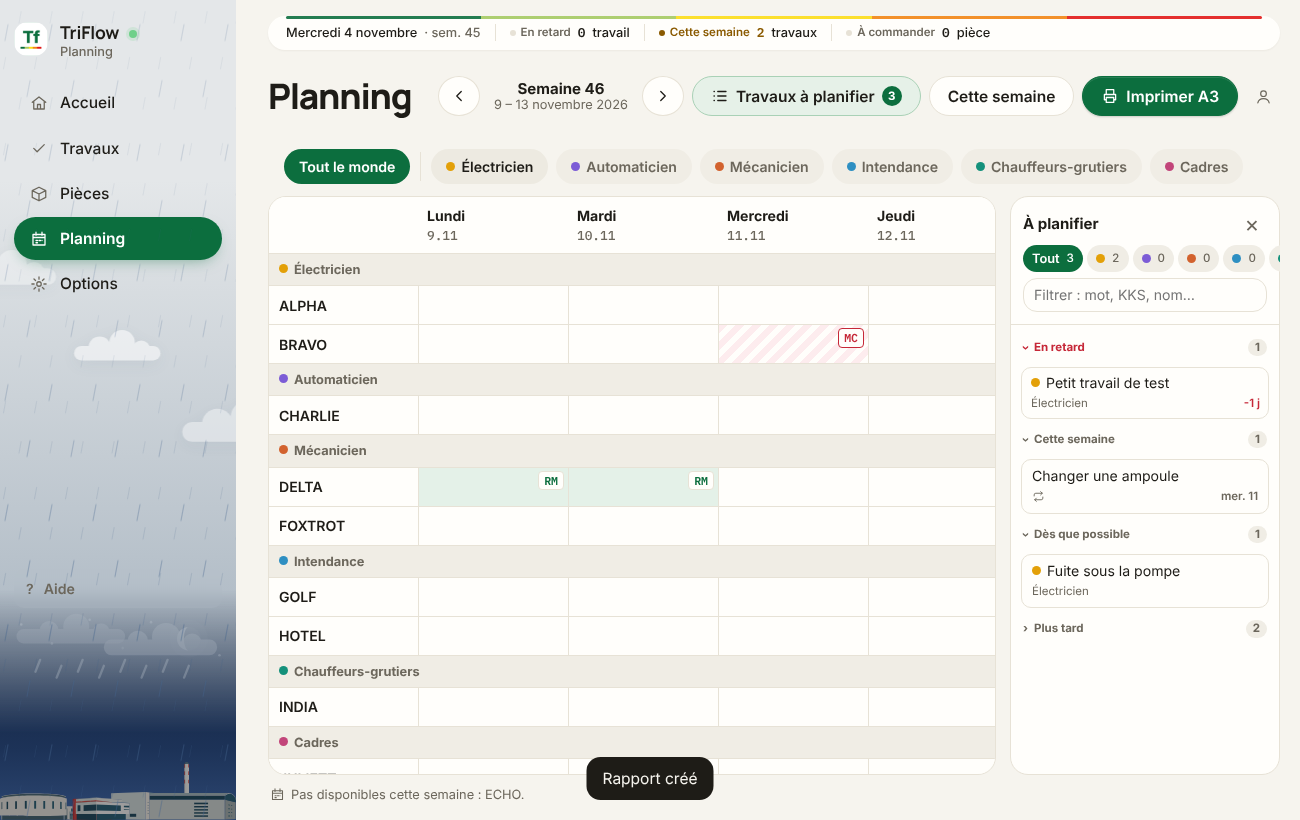 Tf
TriFlow
Planning
Accueil
Travaux
Pièces
Planning
Options
? Aide
Mercredi 4 novembre · sem. 45
En retard 0 travail
Cette semaine 2 travaux
À commander 0 pièce
Planning
Semaine 46
9 – 13 novembre 2026
Travaux à planifier 3
Cette semaine
Imprimer A3
Tout le monde
Électricien
Automaticien
Mécanicien
Intendance
Chauffeurs-grutiers
Cadres
Lundi
9.11
Mardi
10.11
Mercredi
11.11
Jeudi
12.11
Électricien
ALPHA
BRAVO
MC
Automaticien
CHARLIE
Mécanicien
DELTA
RM
RM
FOXTROT
Intendance
GOLF
HOTEL
Chauffeurs-grutiers
INDIA
Cadres
Pas disponibles cette semaine : ECHO.
À planifier
Tout 3
2
0
0
0
Filtrer : mot, KKS, nom...
En retard 1
Petit travail de test
Électricien -1 j
Cette semaine 1
Changer une ampoule
mer. 11
Dès que possible 1
Fuite sous la pompe
Électricien
Plus tard 2
Rapport créé